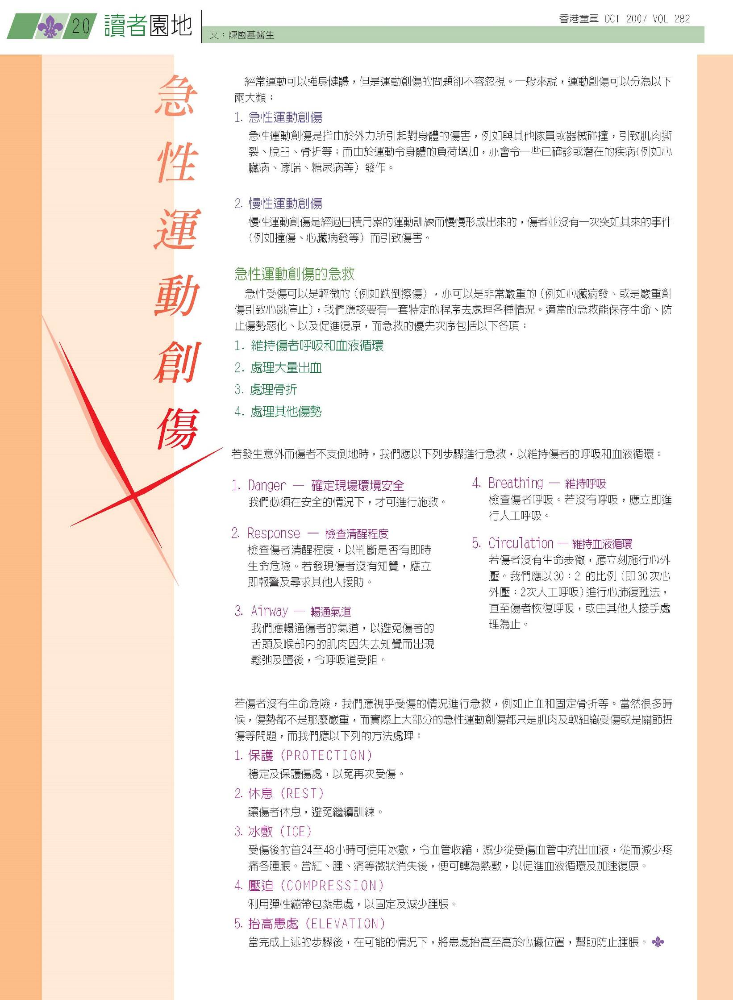 20 讀者園地
香港童軍 OCT 2007 VOL 282
文：陳國基醫生
急性運動創傷
經常運動可以強身健體，但是運動創傷的問題卻不容忽視。一般來說，運動創傷可以分為以下
兩大類：
1. 急性運動創傷
急性運動創傷是指由於外力所引起對身體的傷害，例如與其他隊員或器械碰撞，引致肌肉撕
裂、脫臼、骨折等；而由於運動令身體的負荷增加，亦會令一些已確診或潛在的疾病(例如心
臟病、哮喘、糖尿病等）發作。
2. 慢性運動創傷
慢性運動創傷是經過日積月累的運動訓練而慢慢形成出來的，傷者並沒有一次突如其來的事件
（例如撞傷、心臟病發等）而引致傷害。
急性運動創傷的急救
急性受傷可以是輕微的（例如跌倒擦傷），亦可以是非常嚴重的（例如心臟病發、或是嚴重創
傷引致心跳停止），我們應該要有一套特定的程序去處理各種情況。適當的急救能保存生命、防
止傷勢惡化、以及促進復原，而急救的優先次序包括以下各項：
1. 維持傷者呼吸和血液循環
2. 處理大量出血
3. 處理骨折
4. 處理其他傷勢
若發生意外而傷者不支倒地時，我們應以下列步驟進行急救，以維持傷者的呼吸和血液循環：
1. Danger — 確定現場環境安全
我們必須在安全的情況下，才可進行施救。
2. Response — 檢查清醒程度
檢查傷者清醒程度，以判斷是否有即時
生命危險。若發現傷者沒有知覺，應立
即報警及尋求其他人援助。
3. Airway — 暢通氣道
我們應暢通傷者的氣道，以避免傷者的
舌頭及喉部內的肌肉因失去知覺而出現
鬆弛及墮後，令呼吸道受阻。
4. Breathing — 維持呼吸
檢查傷者呼吸。若沒有呼吸，應立即進
行人工呼吸。
5. Circulation — 維持血液循環
若傷者沒有生命表徵，應立刻施行心外
壓。我們應以30：2 的比例（即30次心
外壓：2次人工呼吸）進行心肺復甦法，
直至傷者恢復呼吸，或由其他人接手處
理為止。
若傷者沒有生命危險，我們應視乎受傷的情況進行急救，例如止血和固定骨折等。當然很多時
候，傷勢都不是那麼嚴重，而實際上大部分的急性運動創傷都只是肌肉及軟組織受傷或是關節扭
傷等問題，而我們應以下列的方法處理：
1. 保護（PROTECTION）
穩定及保護傷處，以免再次受傷。
2. 休息（REST）
讓傷者休息，避免繼續訓練。
3. 冰敷（ICE）
受傷後的首24至48小時可使用冰敷，令血管收縮，減少從受傷血管中流出血液，從而減少疼
痛各腫脹。當紅、腫、痛等徵狀消失後，便可轉為熱敷，以促進血液循環及加速復原。
4. 壓迫（COMPRESSION）
利用彈性繃帶包紮患處，以固定及減少腫脹。
5. 抬高患處（ELEVATION）
當完成上述的步驟後，在可能的情況下，將患處抬高至高於心臟位置，幫助防止腫脹。